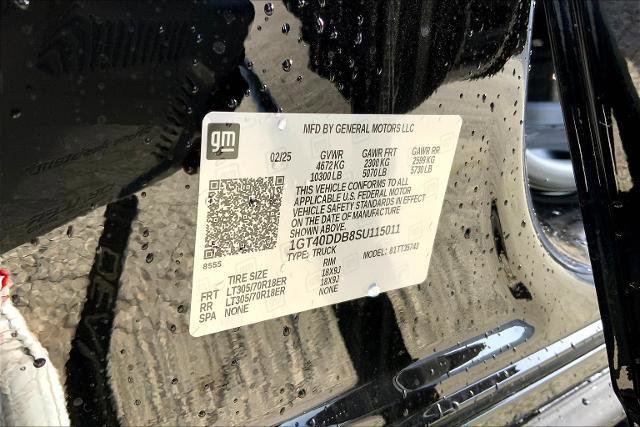 gm
MFD BY GENERAL MOTORS LLC
02/25 GVWR GAWR FRT GAWR RR
4672 KG 2300 KG 2599 KG
10300 LB 5070 LB 5730 LB
THIS VEHICLE CONFORMS TO ALL
APPLICABLE U.S. FEDERAL MOTOR
VEHICLE SAFETY STANDARDS IN EFFECT
ON THE DATE OF MANUFACTURE
SHOWN ABOVE.
1GT40DDB8SU115011
TYPE: TRUCK MODEL:
8555
TIRE SIZE RIM
FRT LT305/70R18ER 18X9J
RR LT305/70R18ER 18X9J
SPA NONE NONE